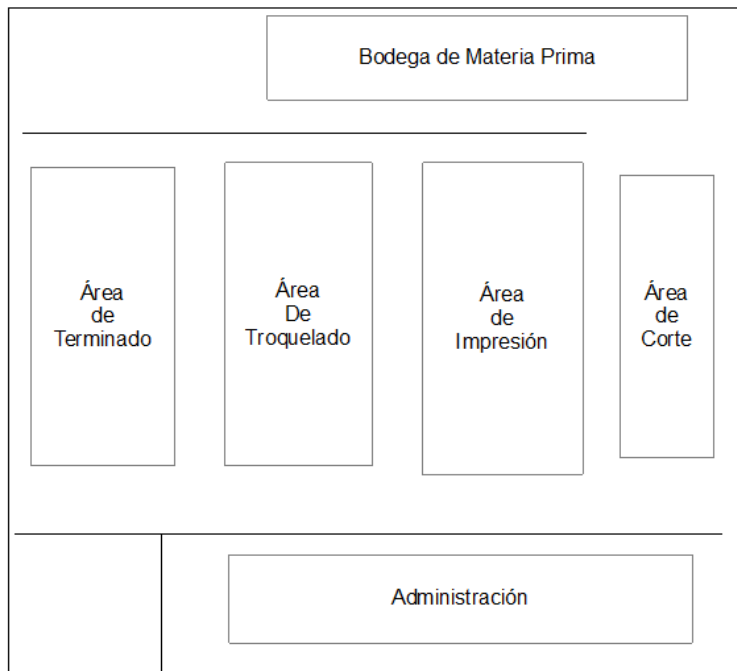 Bodega de Materia Prima
Área
de
Terminado
Área
De
Troquelado
Área
de
Impresión
Área
de
Corte
Administración